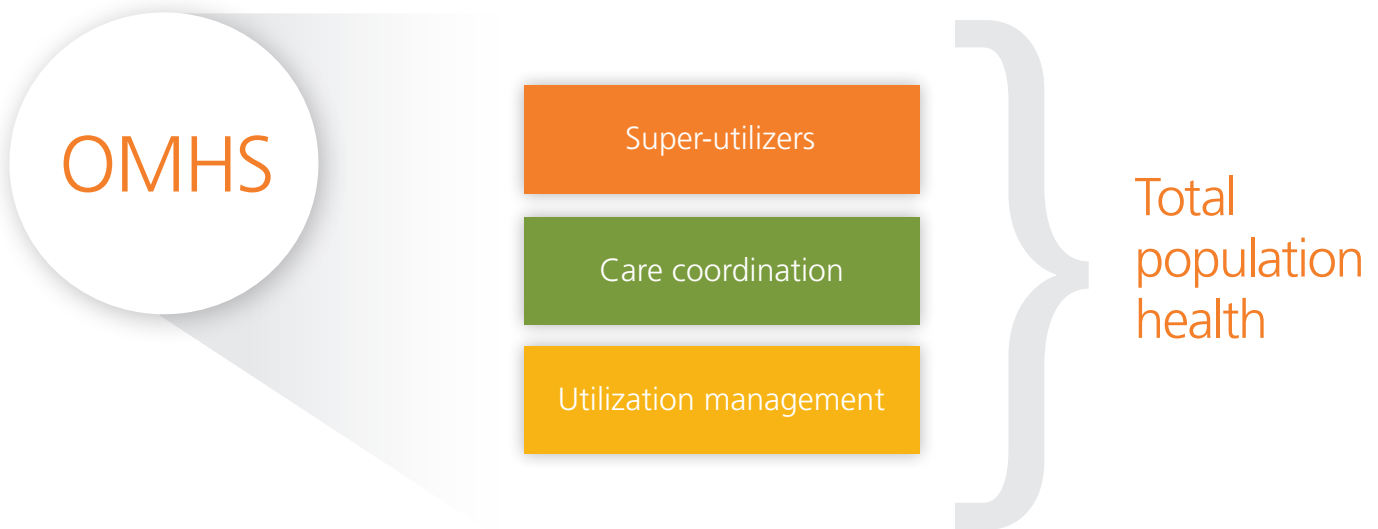 OMHS
Super-utilizers
Care coordination
Utilization management
Total
population
health